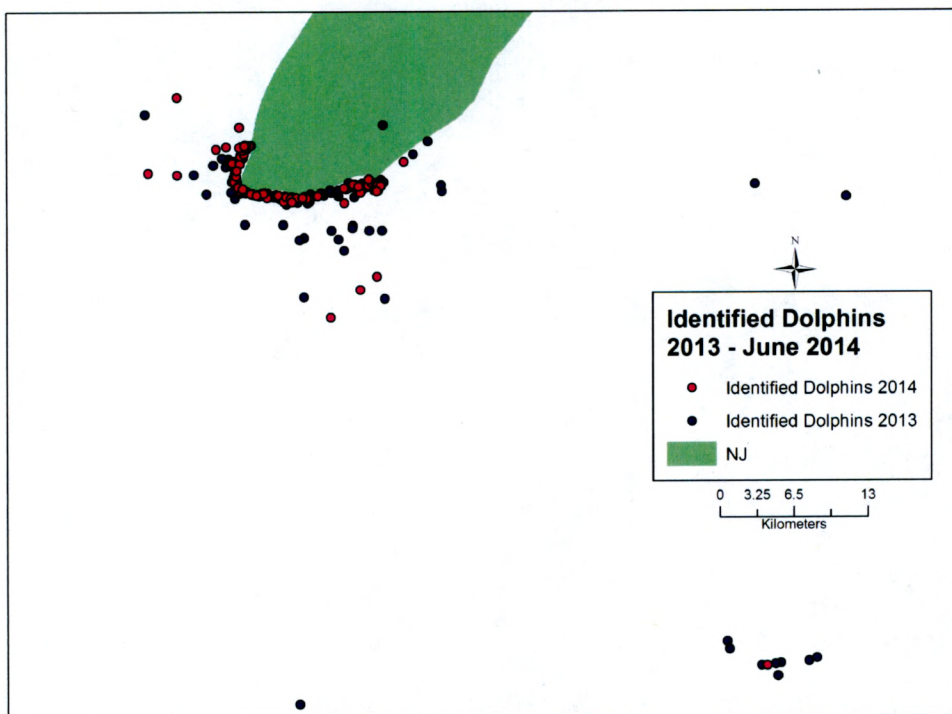 N
Identified Dolphins
2013 - June 2014
Identified Dolphins 2014
Identified Dolphins 2013
NJ
0 3.25 6.5 13
Kilometers